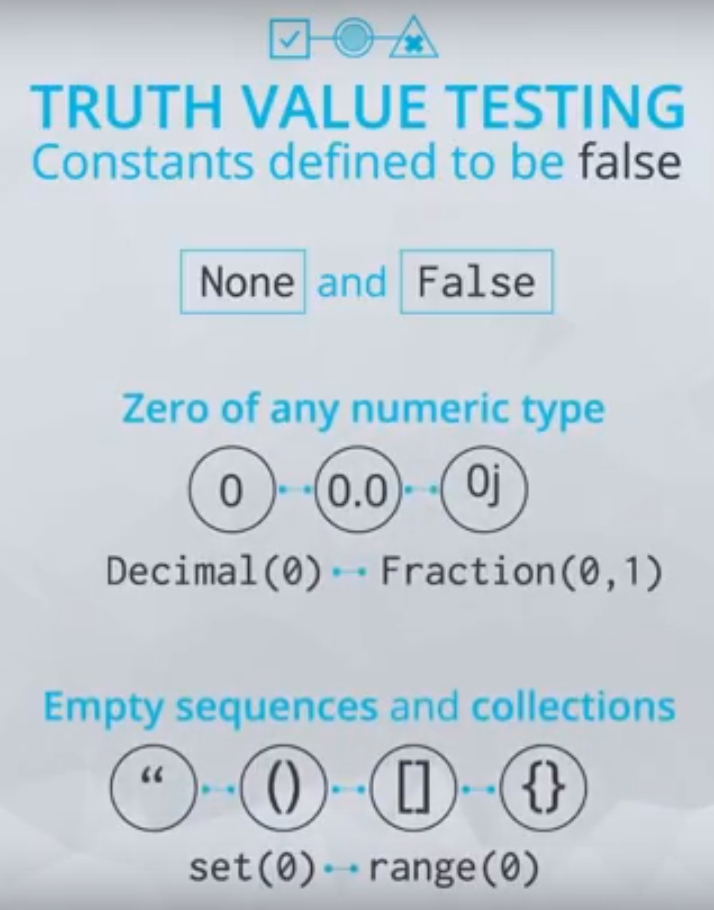 TRUTH VALUE TESTING
Constants defined to be false
None and False
Zero of any numeric type
0 0.0 0j
Decimal(0) Fraction(0,1)
Empty sequences and collections
“ () [] {}
set(0) range(0)